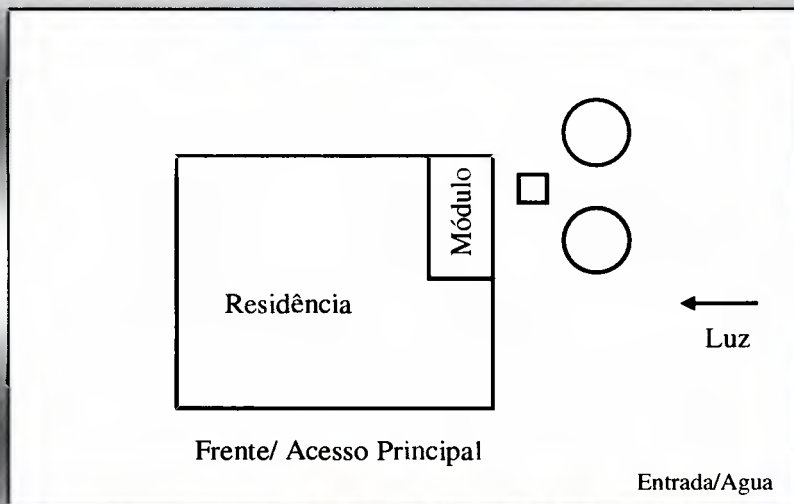 Módulo
Residência
Luz
Frente/ Acesso Principal
Entrada/Agua